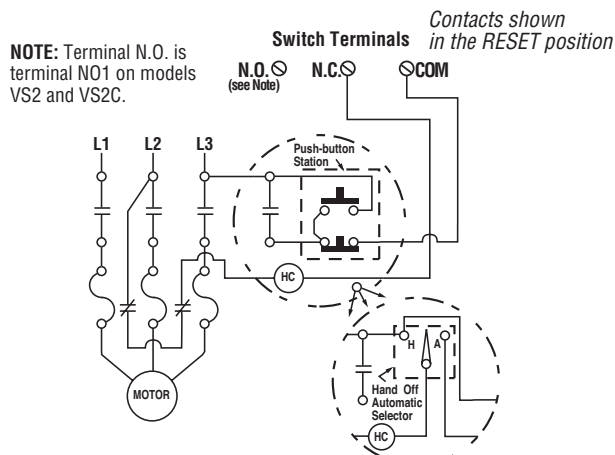 Contacts shown
in the RESET position
Switch Terminals
NOTE: Terminal N.O. is
terminal NO1 on models
VS2 and VS2C.
N.O.
(see Note)
N.C.
COM
L1
L2
L3
Push-button
Station
HC
H
A
Hand Off
Automatic
Selector
MOTOR
HC